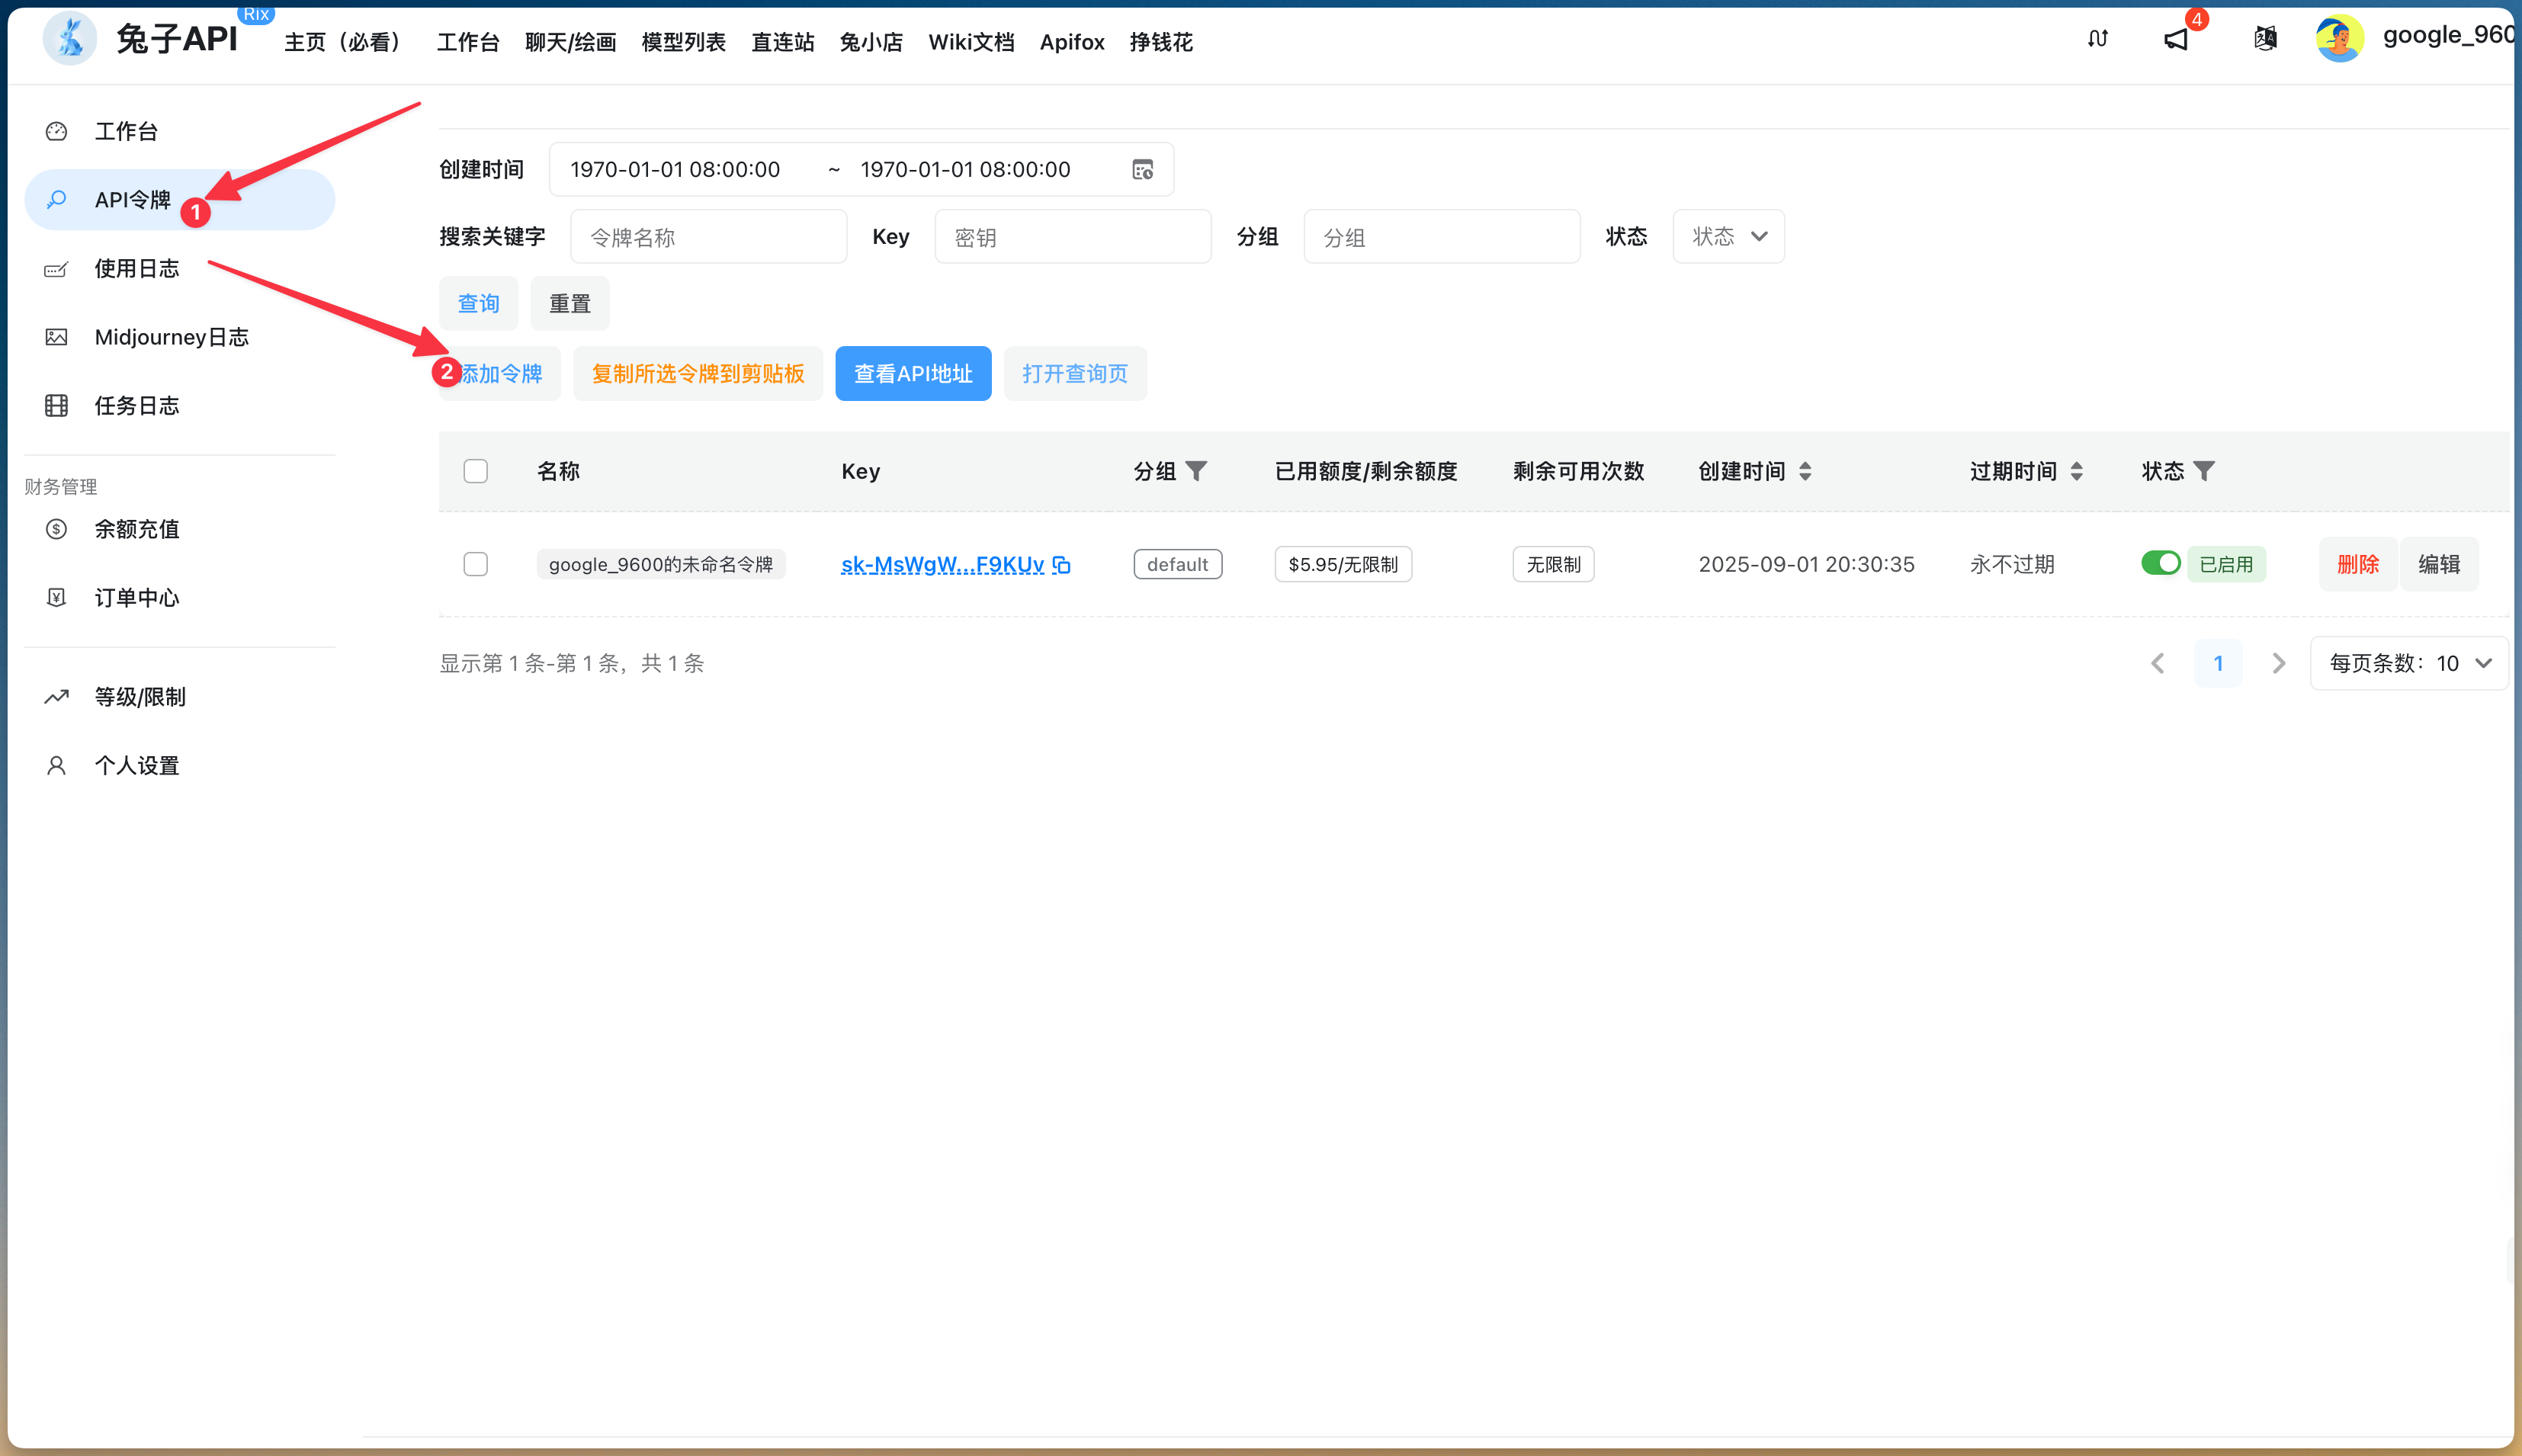 兔子API
Rix
主页（必看） 工作台 聊天/绘画 模型列表 直连站 兔小店 Wiki文档 Apifox 挣钱花
4
google_960
工作台
API令牌
1
使用日志
Midjourney日志
任务日志
财务管理
余额充值
订单中心
等级/限制
个人设置
创建时间 1970-01-01 08:00:00 ~ 1970-01-01 08:00:00
搜索关键字 令牌名称 Key 密钥 分组 分组 状态 状态
查询 重置
2 添加令牌 复制所选令牌到剪贴板 查看API地址 打开查询页
名称 Key 分组 已用额度/剩余额度 剩余可用次数 创建时间 过期时间 状态
google_9600的未命名令牌 sk-MsWgW...F9KUv default $5.95/无限制 无限制 2025-09-01 20:30:35 永不过期 已启用 删除 编辑
显示第 1 条-第 1 条，共 1 条 1 每页条数：10